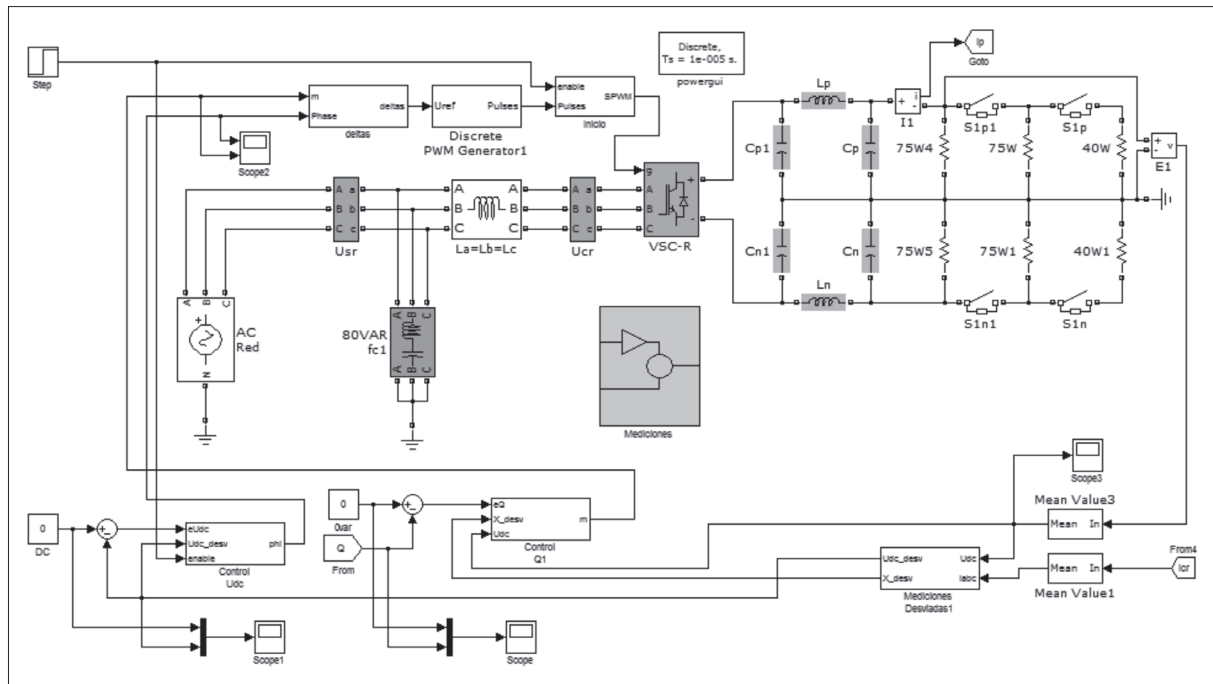 Step
m
Phase
deltas
deltas
Uref
Pulses
Discrete
PWM Generator1
enable
Pulses
SPWM
Inicio
Discrete,
Ts = 1e-005 s.
powergui
Scope2
Lp
Cp1
Cp
+
-
i
I1
Ip
Goto
S1p1
S1p
75W4
75W
40W
+
-
v
E1
A
B
C
a
b
c
Usr
A
B
C
A
B
C
La=Lb=Lc
A
B
C
a
b
c
Ucr
g
A
B
C
+
-
VSC-R
Cn1
Cn
Ln
75W5
75W1
40W1
S1n1
S1n
A
B
C
+
N
AC
Red
80VAR
fc1
A
B
C
A
B
C
Mediciones
Scope3
Mean Value3
Mean
In
From4
Icr
Mean
In
Mean Value1
0
DC
+
-
eUdc
Udc_desv
enable
phi
Control
Udc
0
0var
Q
From
+
-
eQ
X_desv
Udc
m
Control
Q1
Udc_desv
X_desv
Udc
Iabc
Mediciones
Desviadas1
Scope1
Scope